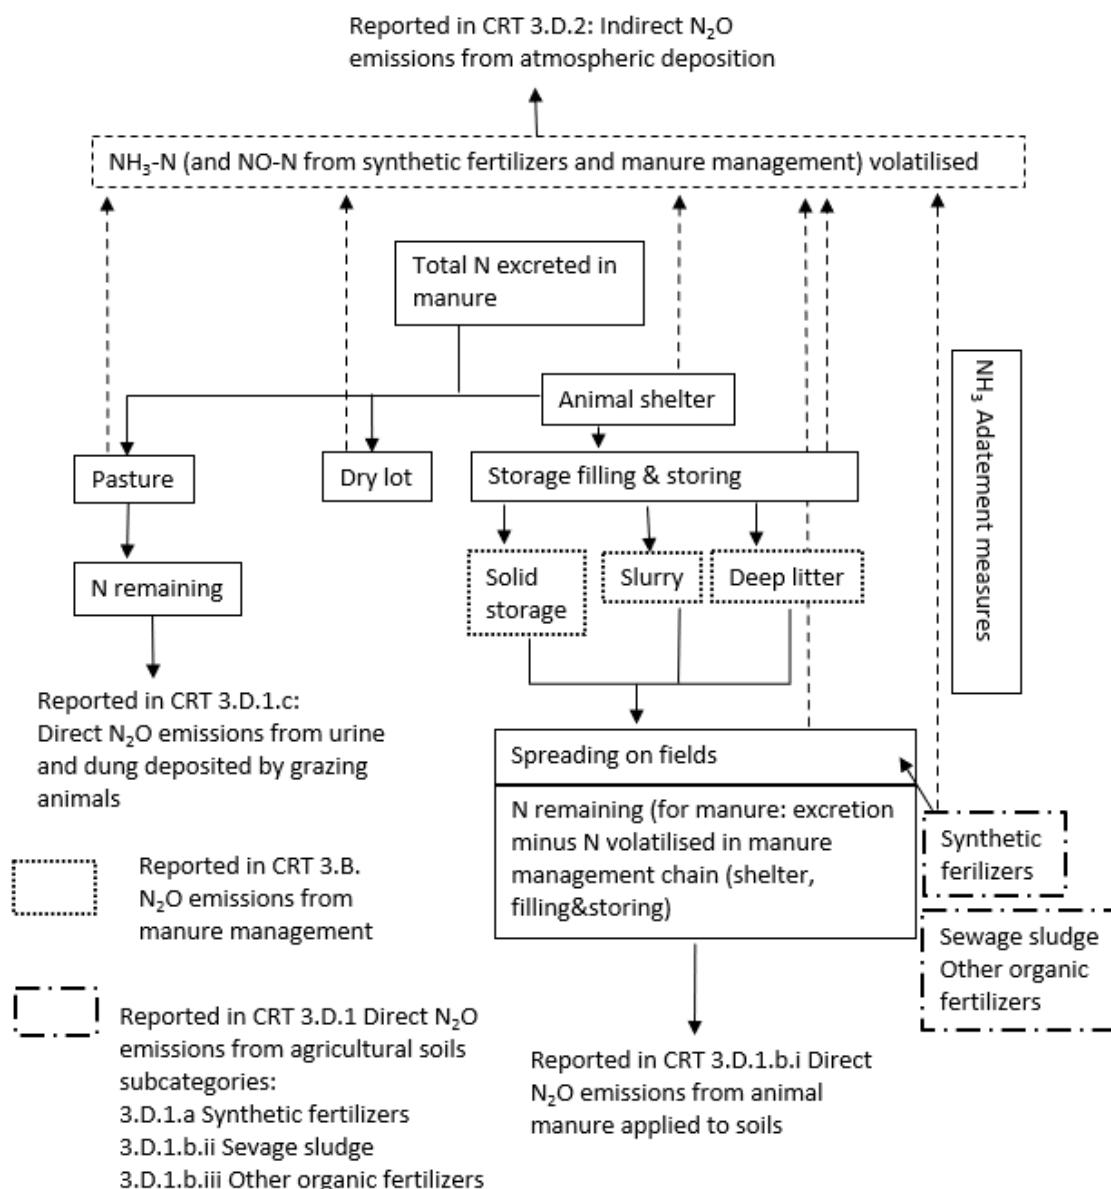 Reported in CRT 3.D.2: Indirect N₂O
emissions from atmospheric deposition
NH₃-N (and NO-N from synthetic fertilizers and manure management) volatilised
Total N excreted in
manure
Animal shelter
Pasture
Dry lot
Storage filling & storing
NH₃ Adatement measures
N remaining
Solid
storage
Slurry
Deep litter
Reported in CRT 3.D.1.c:
Direct N₂O emissions from urine
and dung deposited by grazing
animals
Spreading on fields
N remaining (for manure: excretion
minus N volatilised in manure
management chain (shelter,
filling&storing)
Synthetic
ferilizers
Sewage sludge
Other organic
fertilizers
Reported in CRT 3.B.
N₂O emissions from
manure management
Reported in CRT 3.D.1 Direct N₂O
emissions from agricultural soils
subcategories:
3.D.1.a Synthetic fertilizers
3.D.1.b.ii Sewage sludge
3.D.1.b.iii Other organic fertilizers
Reported in CRT 3.D.1.b.i Direct
N₂O emissions from animal
manure applied to soils